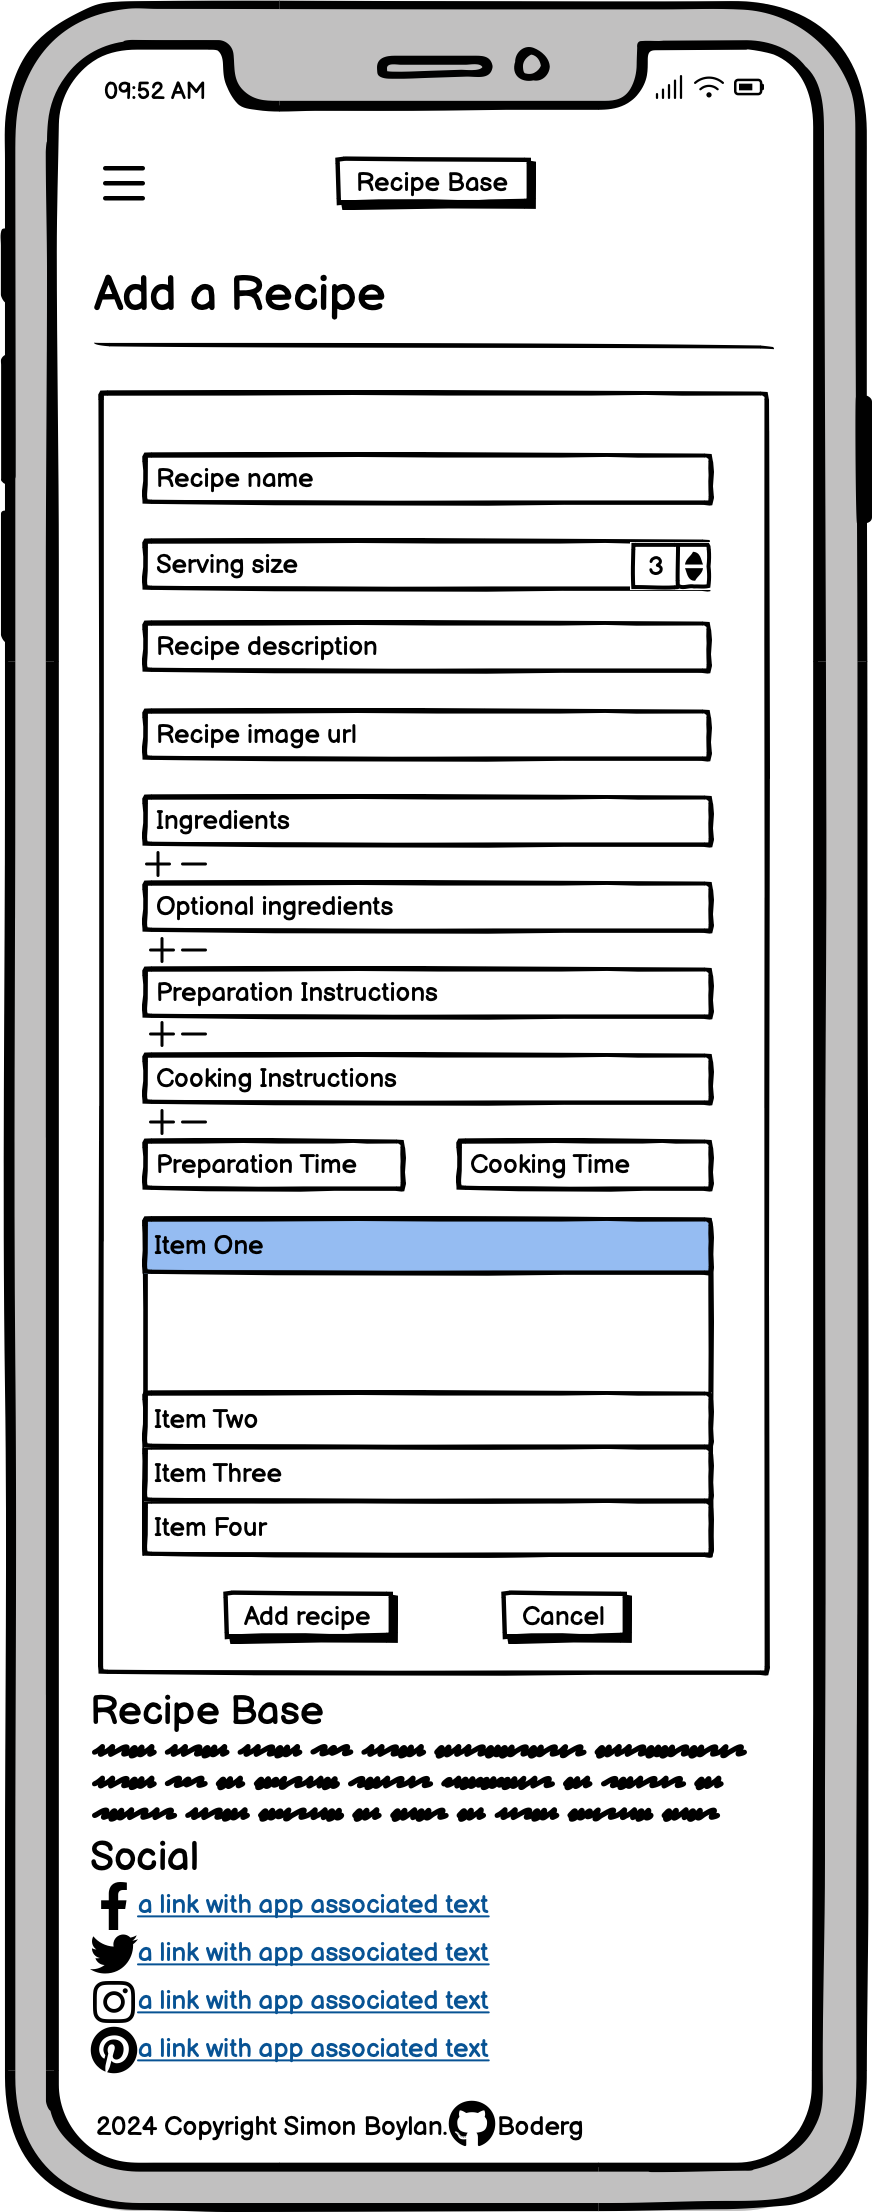 09:52 AM
Recipe Base
Add a Recipe
Recipe name
Serving size 3
Recipe description
Recipe image url
Ingredients
+ −
Optional ingredients
+ −
Preparation Instructions
+ −
Cooking Instructions
+ −
Preparation Time Cooking Time
Item One
Item Two
Item Three
Item Four
Add recipe Cancel
Recipe Base
Social
a link with app associated text
a link with app associated text
a link with app associated text
a link with app associated text
2024 Copyright Simon Boylan. Boderg